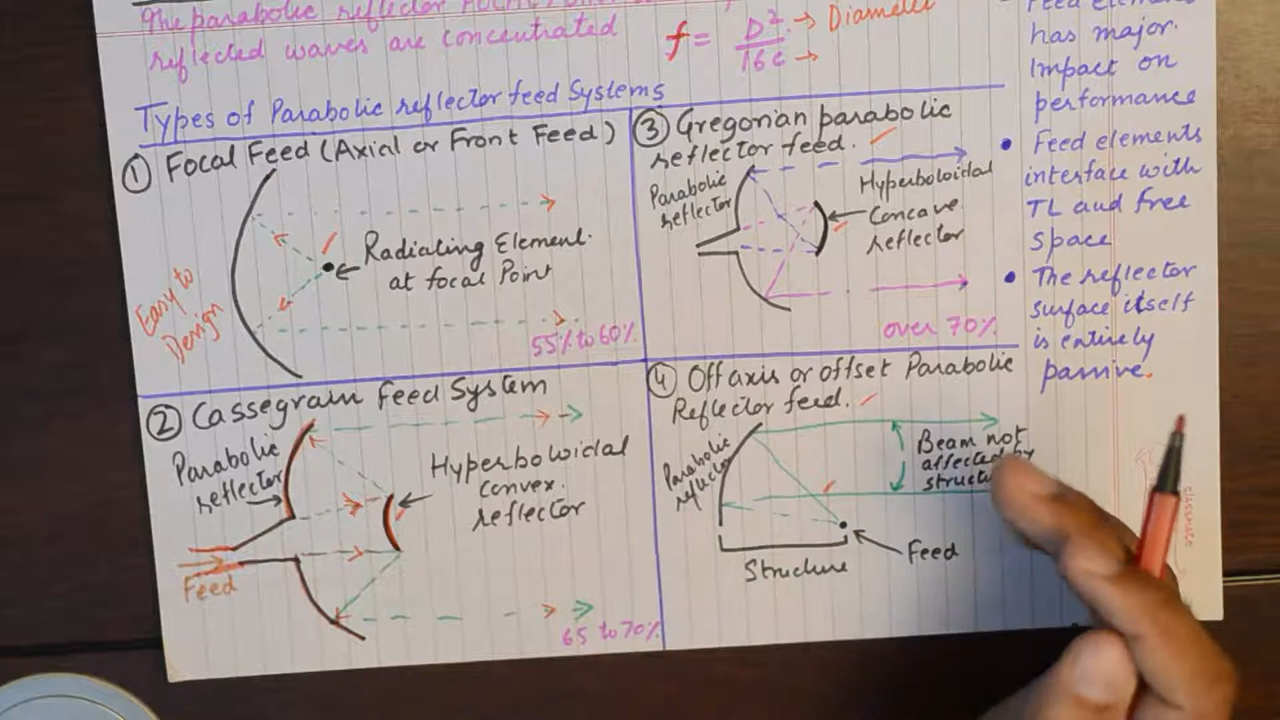 The parabolic reflector
reflected waves are concentrated
f = D² → Diameter
16c →
Types of Parabolic reflector feed Systems
① Focal Feed (Axial or Front Feed)
Radiating Element
at focal Point
Easy to
Design
55% to 60%
② Cassegrain Feed System
Parabolic
reflector
Hyperboloidal
convex
reflector
Feed
65 to 70%
③ Gregorian parabolic
reflector feed.
Parabolic
reflector
Hyperboloidal
Concave
reflector
over 70%
④ Off axis or offset Parabolic
Reflector feed.
Parabolic
reflector
Beam not
affected by
Feed
Structure
Feed
has major
Impact on
performance
• Feed elements
interface with
TL and free
space
• The reflector
surface itself
is entirely
passive.